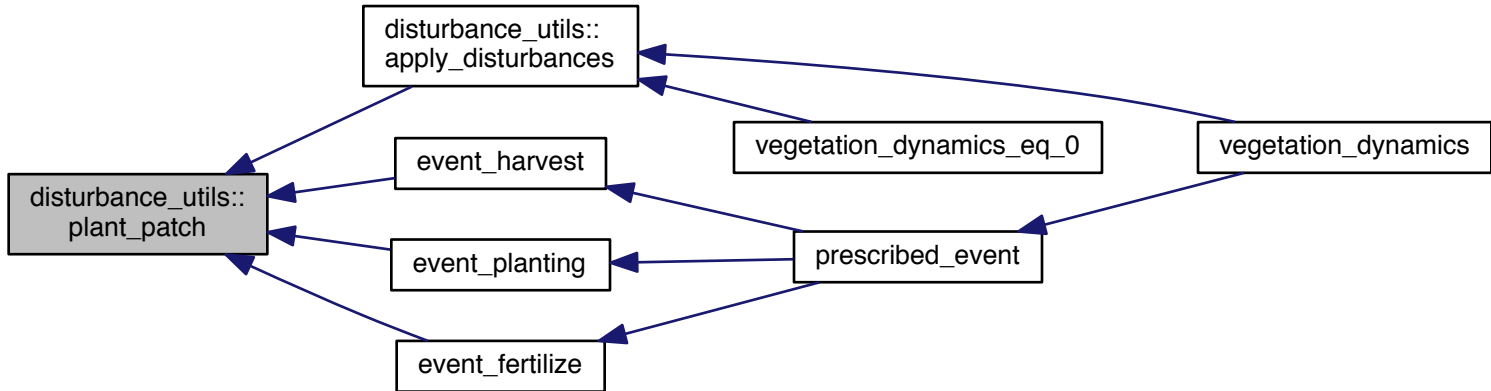 disturbance_utils::
plant_patch
disturbance_utils::
apply_disturbances
event_harvest
event_planting
event_fertilize
vegetation_dynamics_eq_0
prescribed_event
vegetation_dynamics